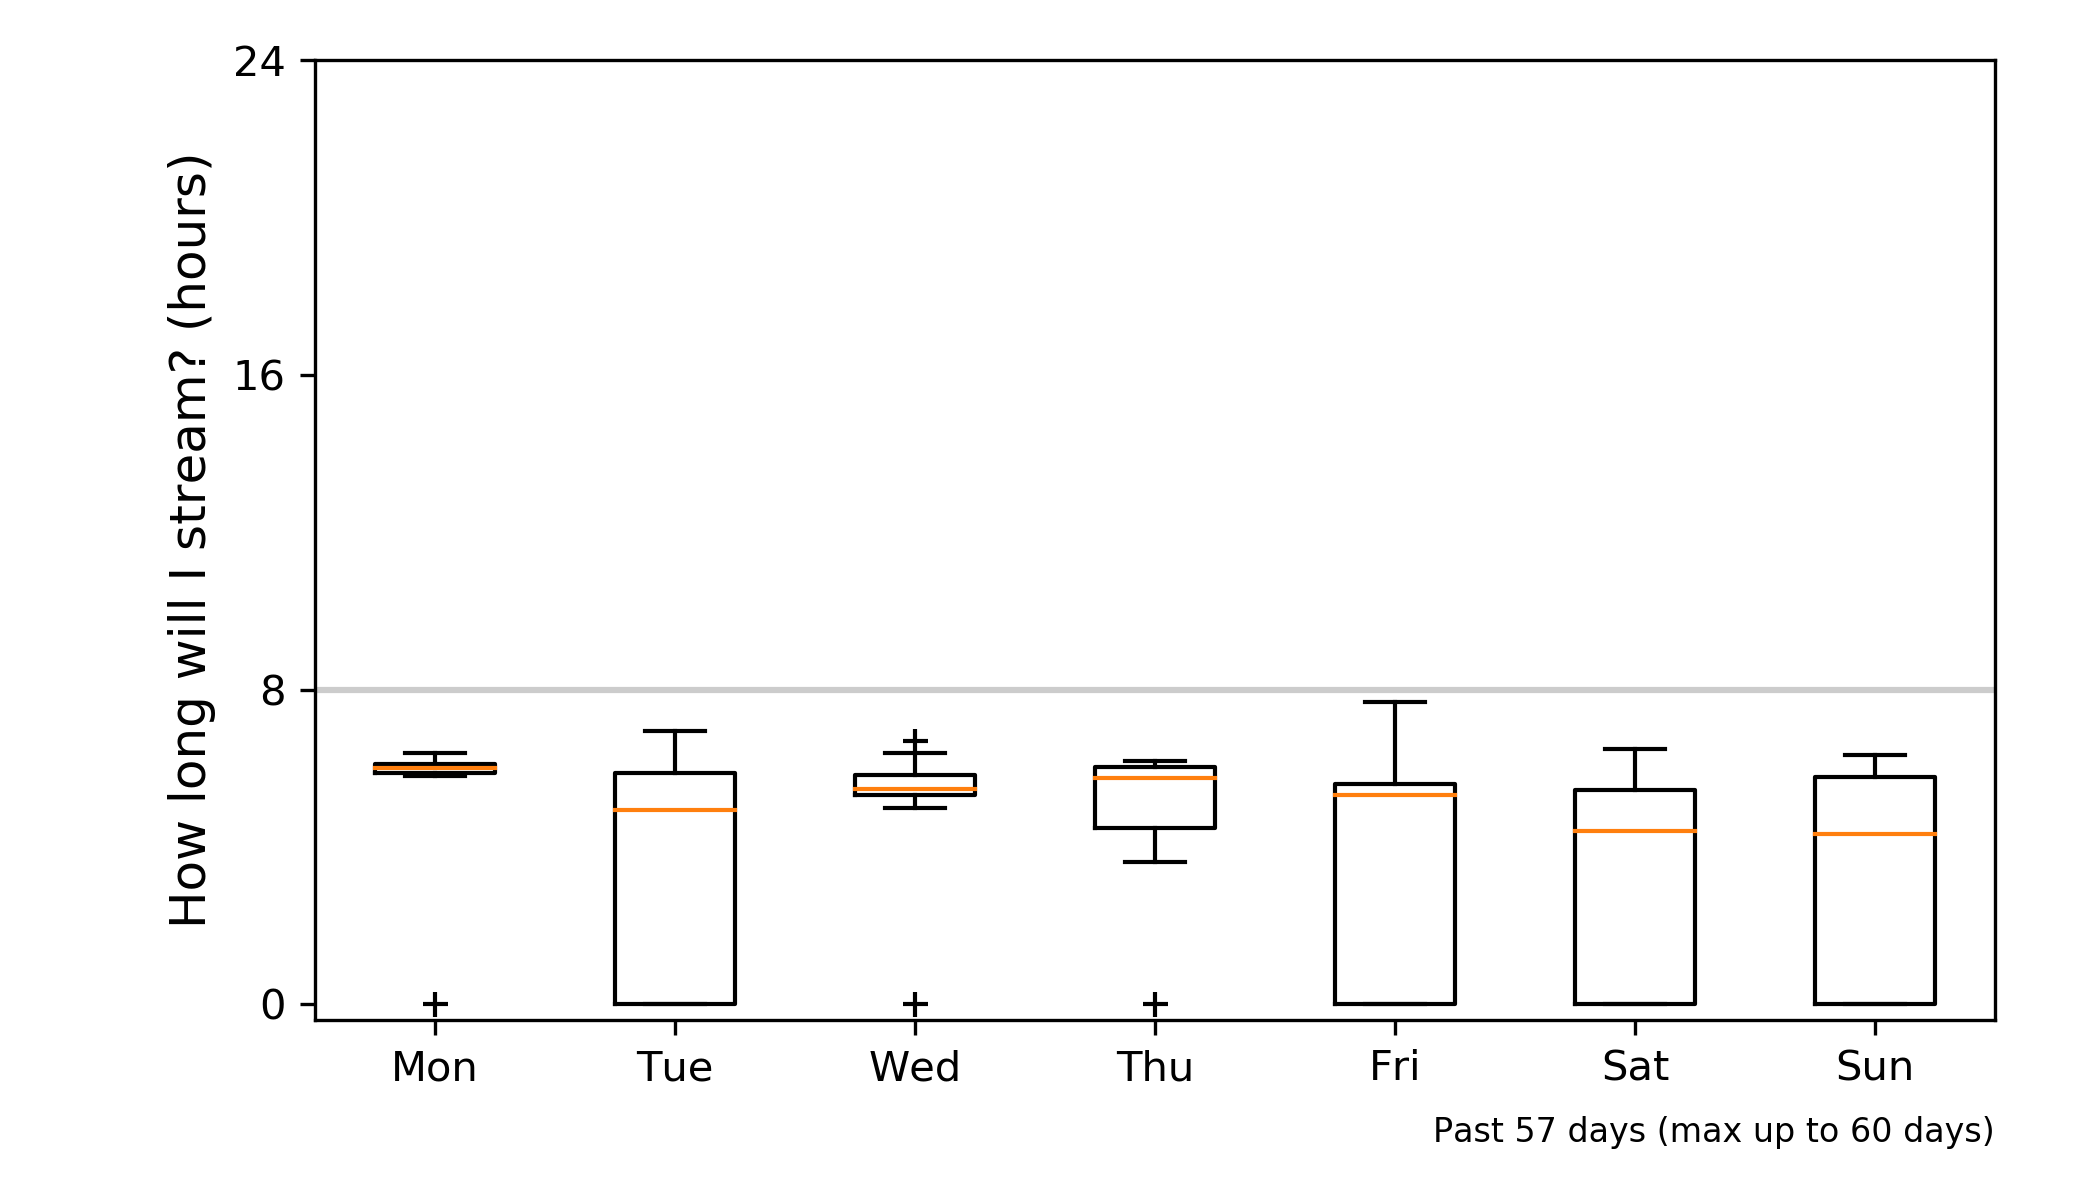 How long will I stream? (hours)
24
16
8
0
Mon Tue Wed Thu Fri Sat Sun
Past 57 days (max up to 60 days)